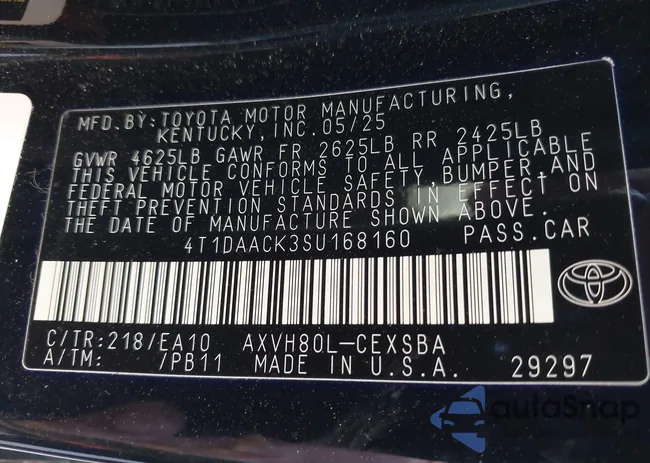 MFD.BY:TOYOTA MOTOR MANUFACTURING,
KENTUCKY,INC.05/25
GVWR 4625LB GAWR FR 2625LB RR 2425LB
THIS VEHICLE CONFORMS TO ALL APPLICABLE
FEDERAL MOTOR VEHICLE SAFETY,BUMPER,AND
THEFT PREVENTION STANDARDS IN EFFECT ON
THE DATE OF MANUFACTURE SHOWN ABOVE.
4T1DAACK3SU168160 PASS.CAR
C/TR:218/EA10 AXVH80L-CEXSBA
A/TM: /PB11 MADE IN U.S.A. 29297
autoSnap